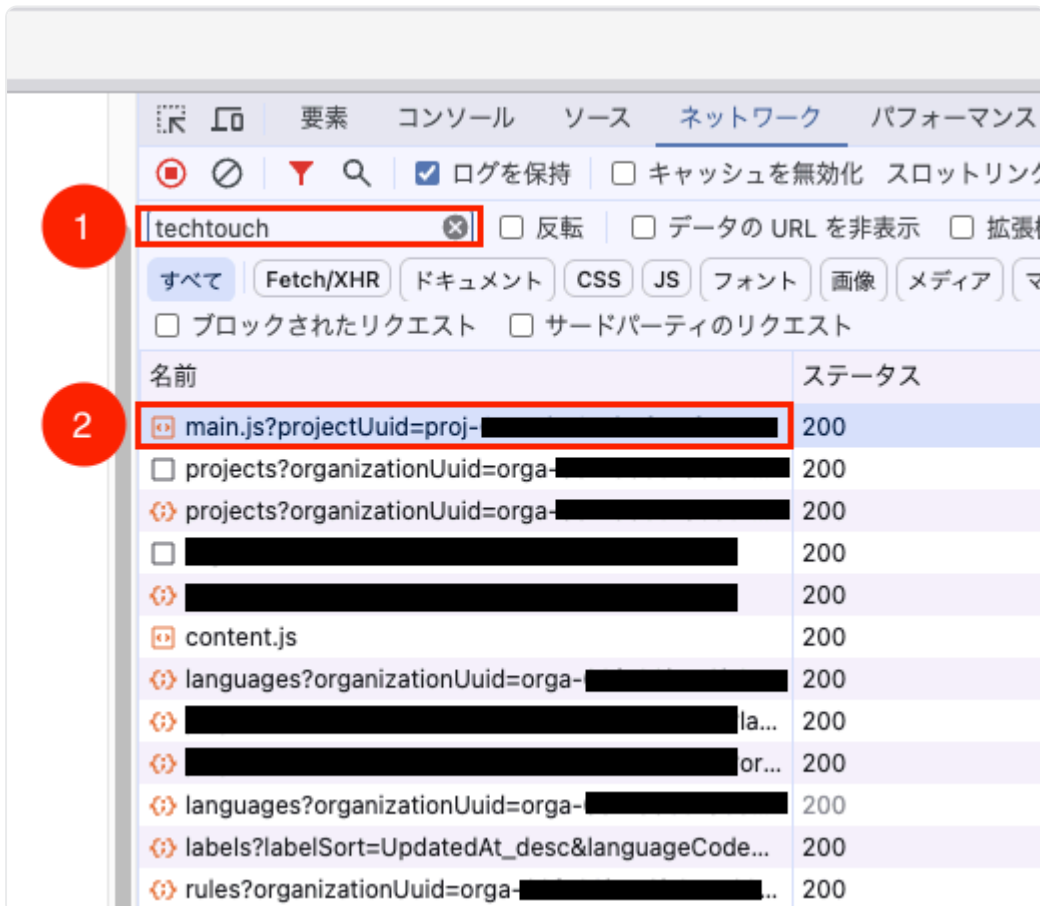 要素 コンソール ソース ネットワーク パフォーマンス
ログを保持 キャッシュを無効化 スロットリング
1 techtouch 反転 データの URL を非表示 拡張
すべて Fetch/XHR ドキュメント CSS JS フォント 画像 メディア マ
ブロックされたリクエスト サードパーティのリクエスト
名前 ステータス
2 main.js?projectUuid=proj- 200
projects?organizationUuid=orga- 200
projects?organizationUuid=orga- 200
200
200
content.js 200
languages?organizationUuid=orga- 200
la... 200
or... 200
languages?organizationUuid=orga- 200
labels?labelSort=UpdatedAt_desc&languageCode... 200
rules?organizationUuid=orga-... 200